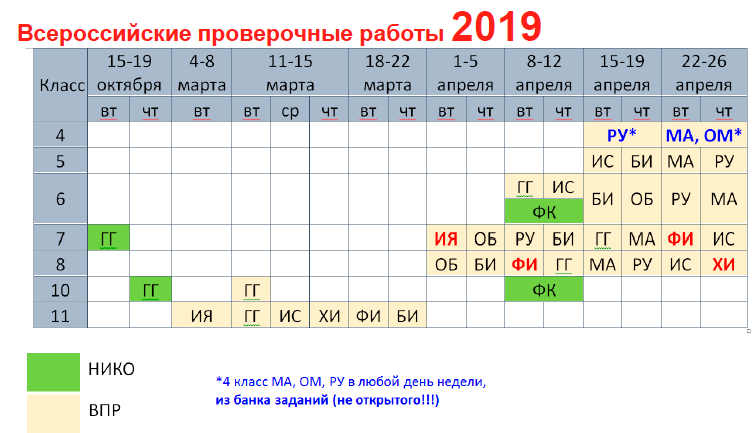 Всероссийские проверочные работы 2019
Класс 15-19 октября 4-8 марта 11-15 марта 18-22 марта 1-5 апреля 8-12 апреля 15-19 апреля 22-26 апреля
вт чт вт вт ср чт вт чт вт чт вт чт вт чт вт чт
4 РУ* МА, ОМ*
5 ИС БИ МА РУ
6 ГГ ИС БИ ОБ РУ МА
ФК
7 ГГ ИЯ ОБ РУ БИ ГГ МА ФИ ИС
8 ОБ БИ ФИ ГГ МА РУ ИС ХИ
10 ГГ ГГ ФК
11 ИЯ ГГ ИС ХИ ФИ БИ
НИКО
*4 класс МА, ОМ, РУ в любой день недели,
из банка заданий (не открытого!!!)
ВПР